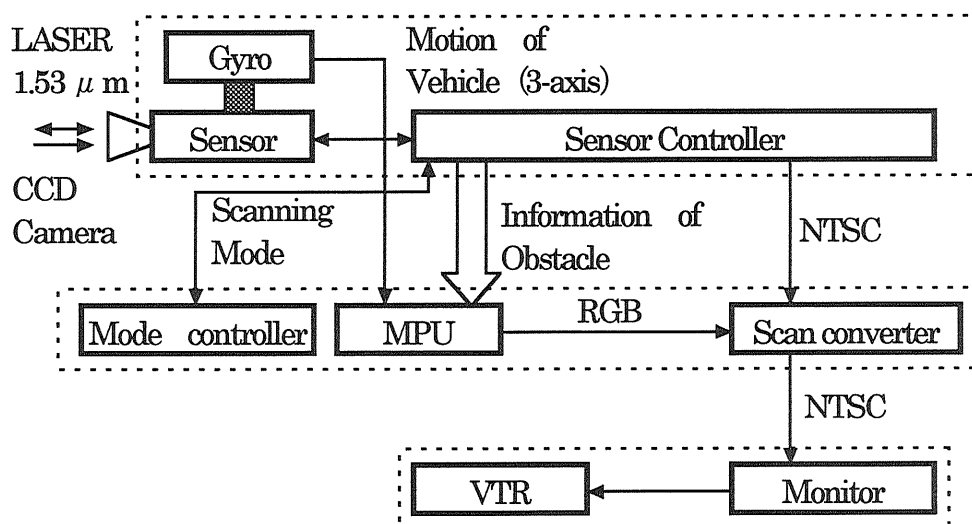 LASER
1.53 μm
Gyro
Motion of
Vehicle (3-axis)
Sensor
Sensor Controller
CCD
Camera
Scanning
Mode
Information of
Obstacle
NTSC
Mode controller
MPU
RGB
Scan converter
NTSC
VTR
Monitor